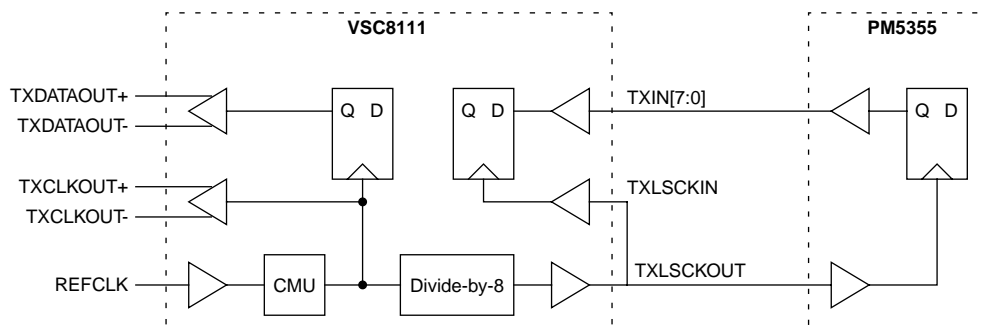 VSC8111
PM5355
TXDATAOUT+
TXDATAOUT-
Q D
Q D
TXIN[7:0]
Q D
TXCLKOUT+
TXCLKOUT-
TXLSCKIN
REFCLK
CMU
Divide-by-8
TXLSCKOUT